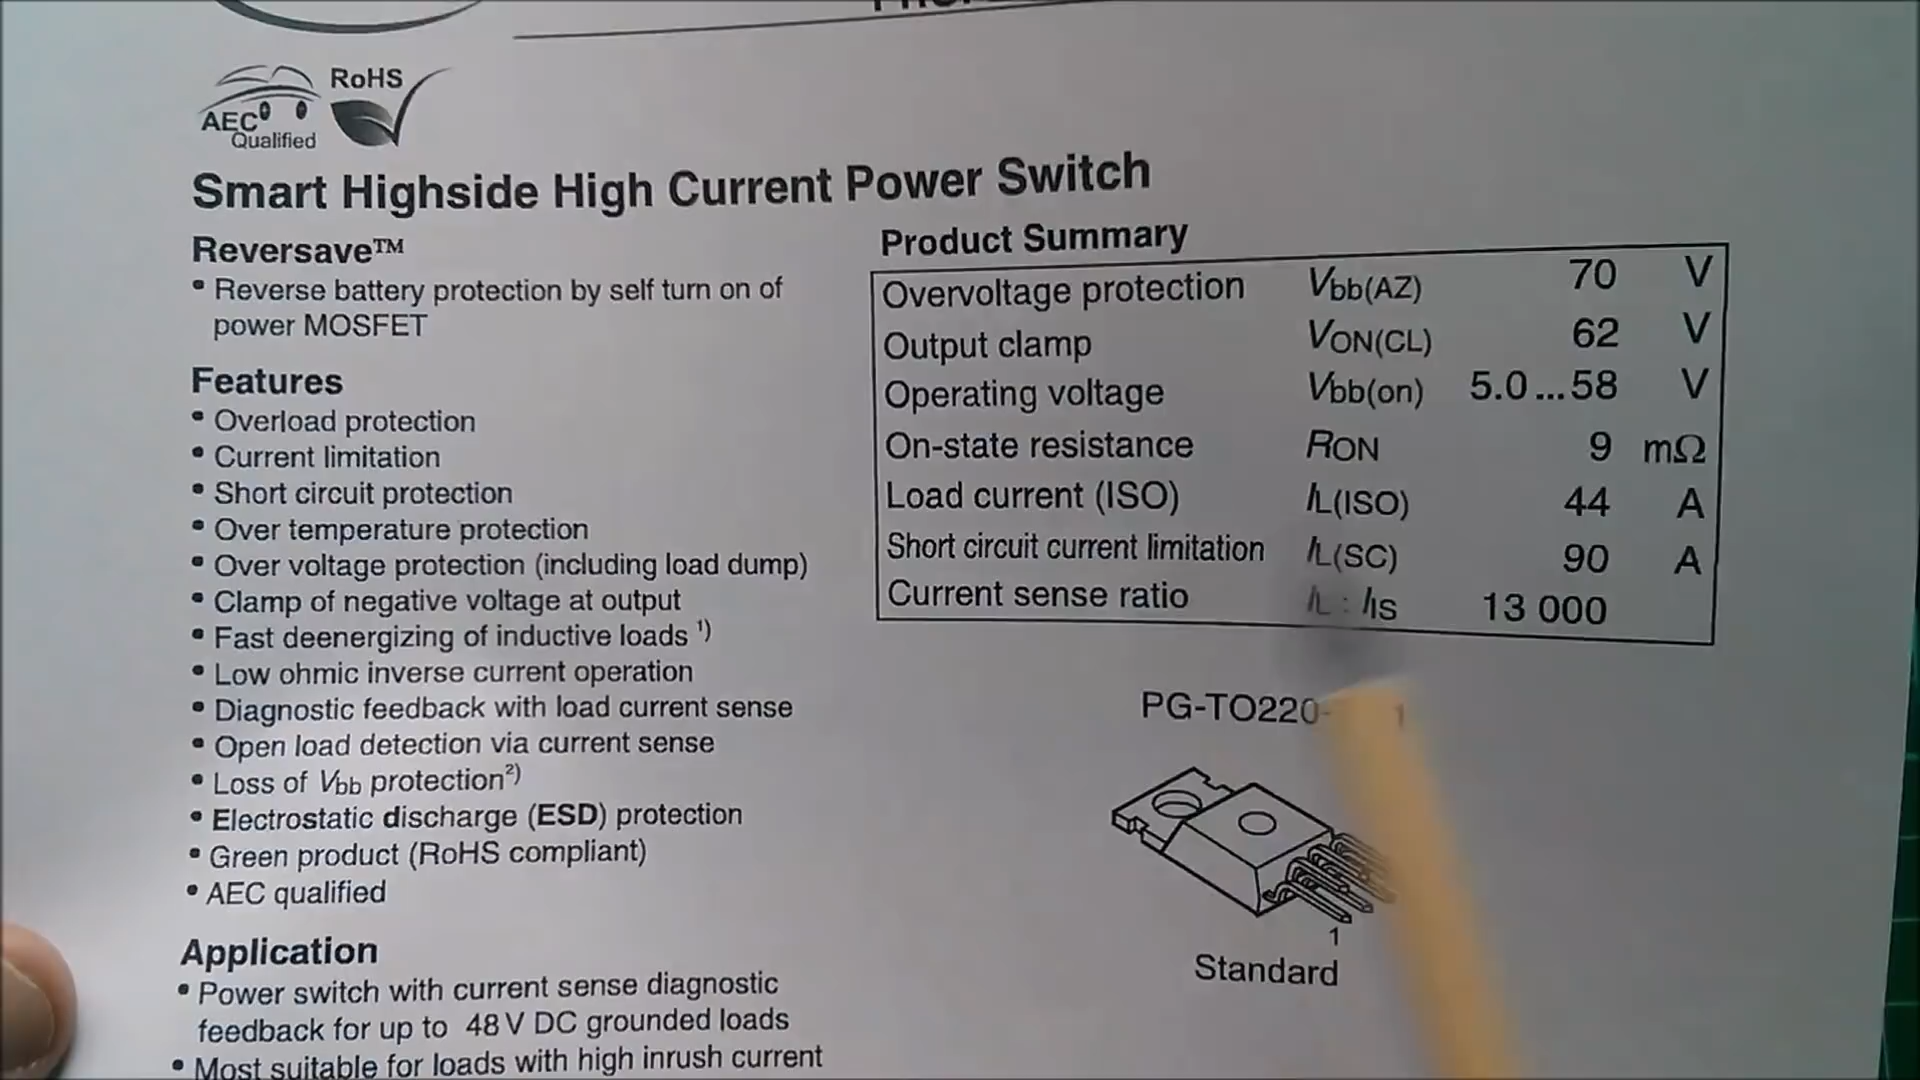 RoHS
AEC
Qualified
Smart Highside High Current Power Switch
Reversave™
• Reverse battery protection by self turn on of
power MOSFET
Features
• Overload protection
• Current limitation
• Short circuit protection
• Over temperature protection
• Over voltage protection (including load dump)
• Clamp of negative voltage at output
• Fast deenergizing of inductive loads ¹)
• Low ohmic inverse current operation
• Diagnostic feedback with load current sense
• Open load detection via current sense
• Loss of Vbb protection²)
• Electrostatic discharge (ESD) protection
• Green product (RoHS compliant)
• AEC qualified
Application
• Power switch with current sense diagnostic
feedback for up to 48 V DC grounded loads
• Most suitable for loads with high inrush current
Product Summary
Overvoltage protection Vbb(AZ) 70 V
Output clamp VON(CL) 62 V
Operating voltage Vbb(on) 5.0...58 V
On-state resistance RON 9 mΩ
Load current (ISO) IL(ISO) 44 A
Short circuit current limitation IL(SC) 90 A
Current sense ratio IL : IIS 13 000
PG-TO220-
1
Standard